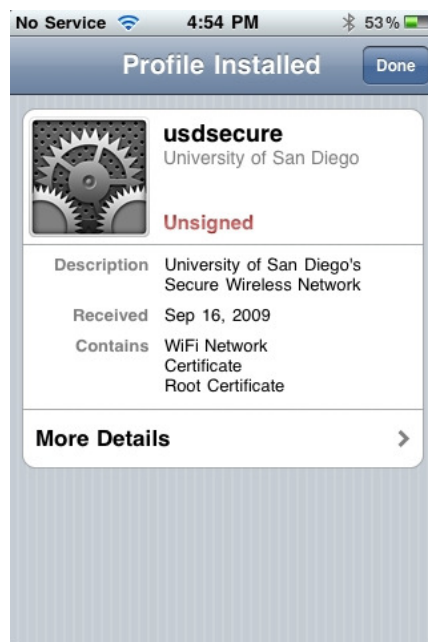 No Service 4:54 PM 53%
Profile Installed Done
usdsecure
University of San Diego
Unsigned
Description University of San Diego's
Secure Wireless Network
Received Sep 16, 2009
Contains WiFi Network
Certificate
Root Certificate
More Details